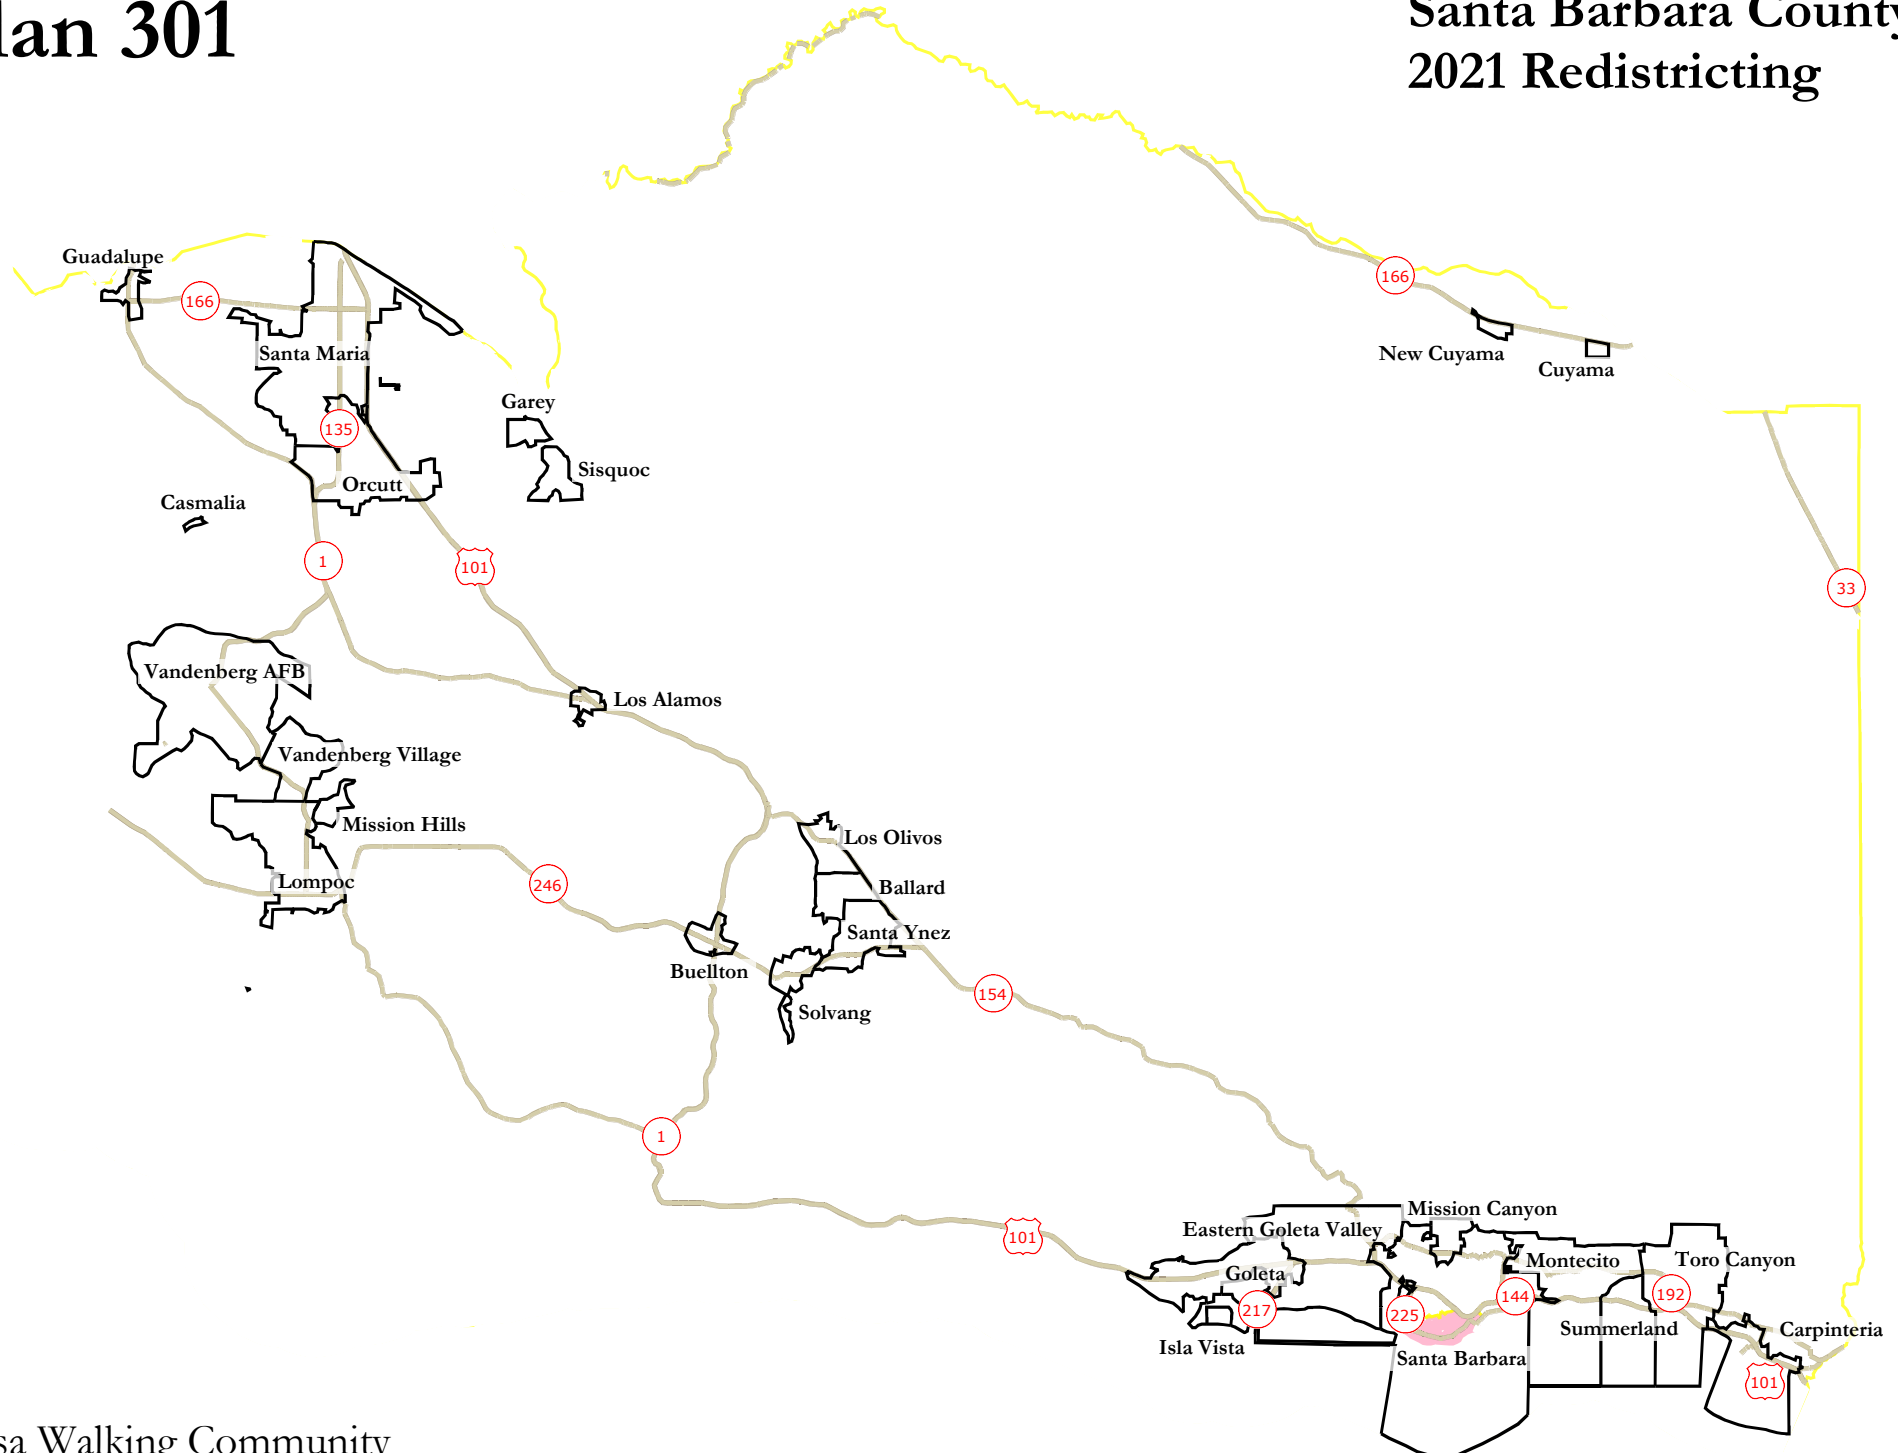 lan 301
Santa Barbara County
2021 Redistricting
Guadalupe
166
166
Santa Maria
New Cuyama
Cuyama
Garey
135
Sisquoc
Orcutt
Casmalia
1
101
33
Vandenberg AFB
Los Alamos
Vandenberg Village
Mission Hills
Los Olivos
Lompoc
246
Ballard
Santa Ynez
Buellton
154
Solvang
1
Mission Canyon
Eastern Goleta Valley
101
Montecito
Toro Canyon
Goleta
217
225
144
192
Summerland
Carpinteria
Isla Vista
Santa Barbara
101
sa Walking Community